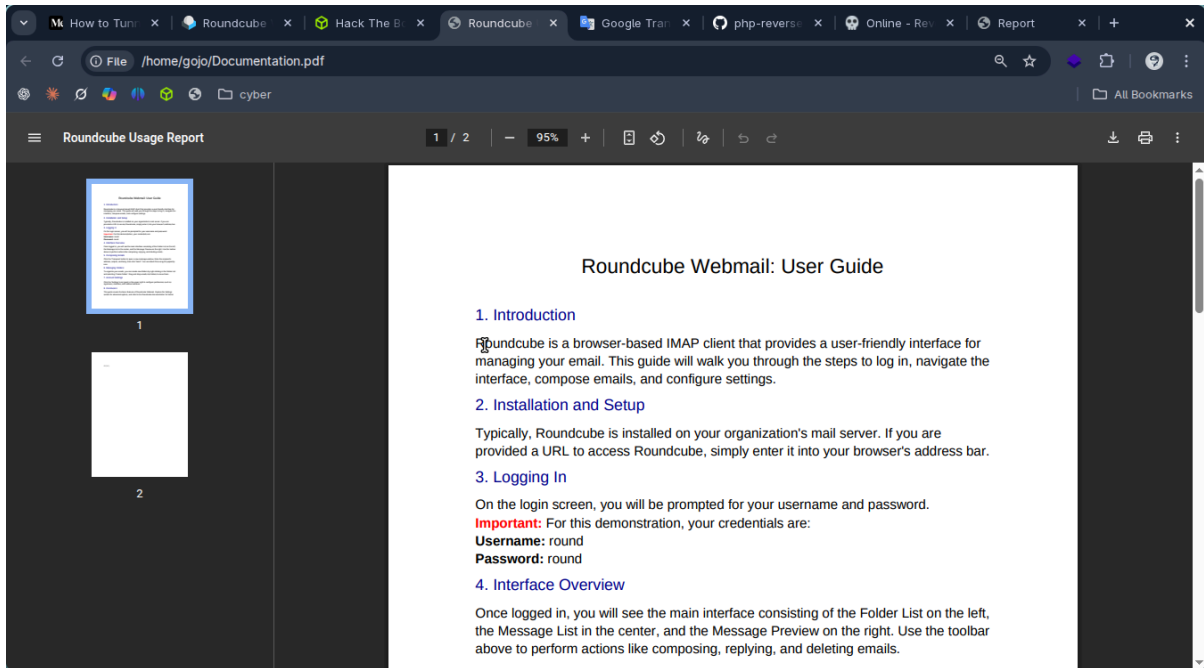 How to Tunn
Roundcube
Hack The Bo
Roundcube
Google Tran
php-reverse
Online - Rev
Report
File
/home/gojo/Documentation.pdf
cyber
All Bookmarks
Roundcube Usage Report
1 / 2
95%
1
2
Roundcube Webmail: User Guide
1. Introduction
Roundcube is a browser-based IMAP client that provides a user-friendly interface for
managing your email. This guide will walk you through the steps to log in, navigate the
interface, compose emails, and configure settings.
2. Installation and Setup
Typically, Roundcube is installed on your organization's mail server. If you are
provided a URL to access Roundcube, simply enter it into your browser's address bar.
3. Logging In
On the login screen, you will be prompted for your username and password.
Important: For this demonstration, your credentials are:
Username: round
Password: round
4. Interface Overview
Once logged in, you will see the main interface consisting of the Folder List on the left,
the Message List in the center, and the Message Preview on the right. Use the toolbar
above to perform actions like composing, replying, and deleting emails.